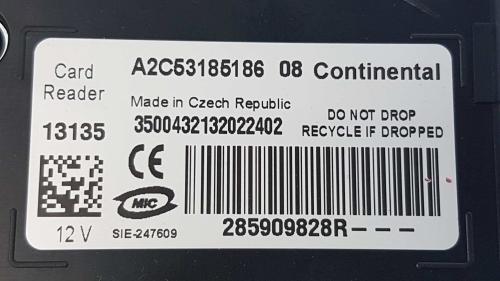 Card Reader
A2C53185186 08 Continental
Made in Czech Republic
13135
3500432132022402
DO NOT DROP
RECYCLE IF DROPPED
CE
MIC
12 V
SIE-247609
285909828R---